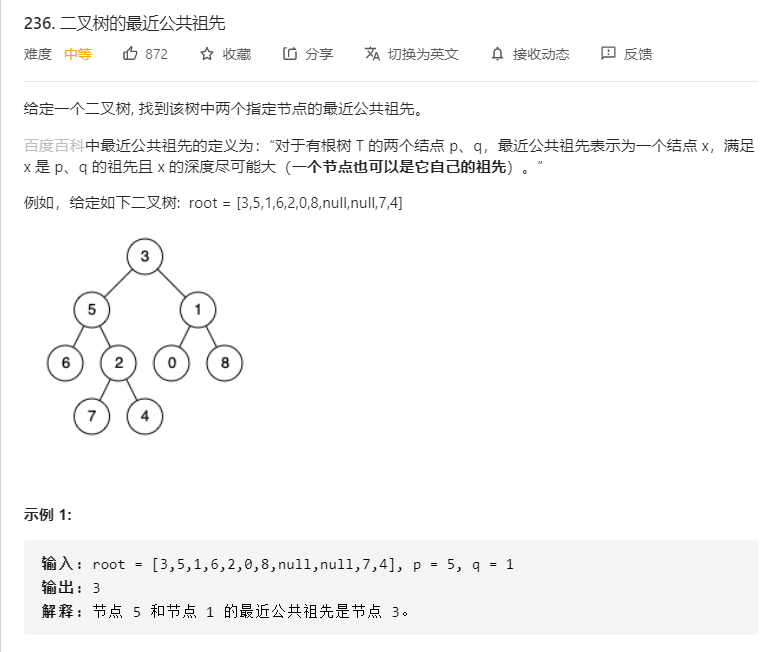 236. 二叉树的最近公共祖先
难度 中等 872 收藏 分享 切换为英文 接收动态 反馈
给定一个二叉树, 找到该树中两个指定节点的最近公共祖先。
百度百科中最近公共祖先的定义为：“对于有根树 T 的两个结点 p、q，最近公共祖先表示为一个结点 x，满足
x 是 p、q 的祖先且 x 的深度尽可能大（一个节点也可以是它自己的祖先）。”
例如，给定如下二叉树: root = [3,5,1,6,2,0,8,null,null,7,4]
3
5 1
6 2 0 8
7 4
示例 1:
输入: root = [3,5,1,6,2,0,8,null,null,7,4], p = 5, q = 1
输出: 3
解释: 节点 5 和节点 1 的最近公共祖先是节点 3。